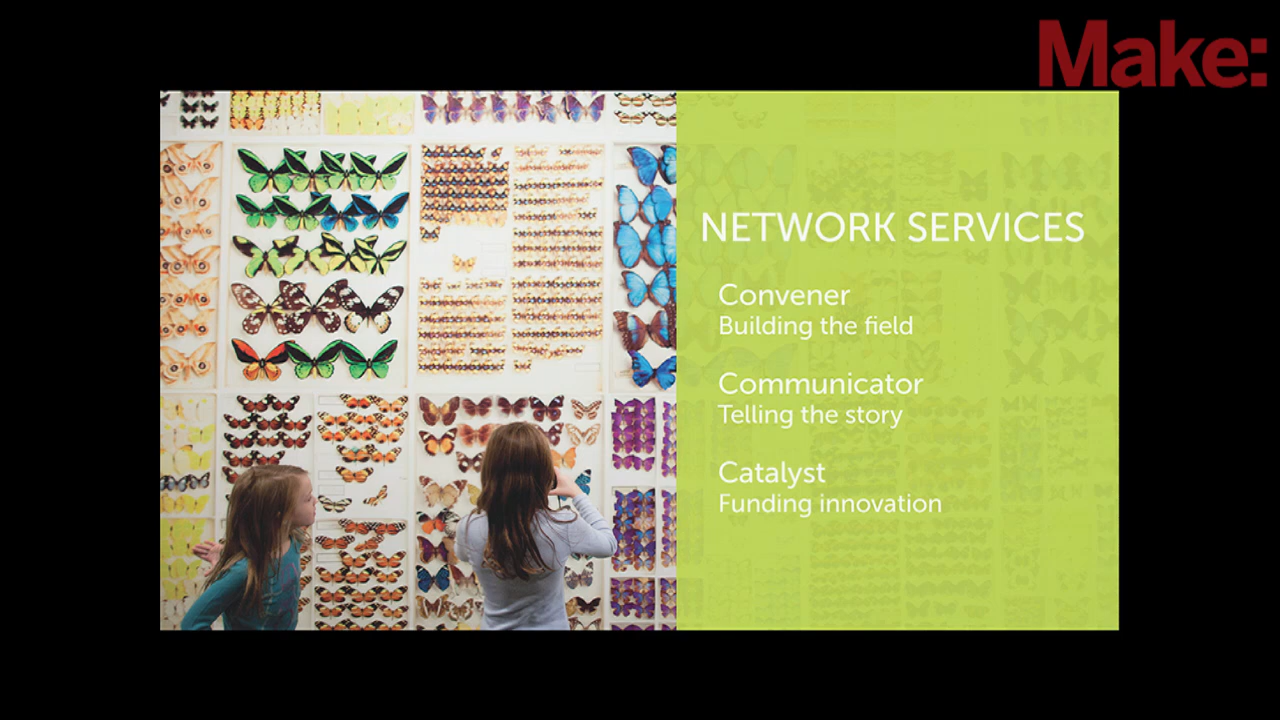 Make:
NETWORK SERVICES
Convener
Building the field
Communicator
Telling the story
Catalyst
Funding innovation